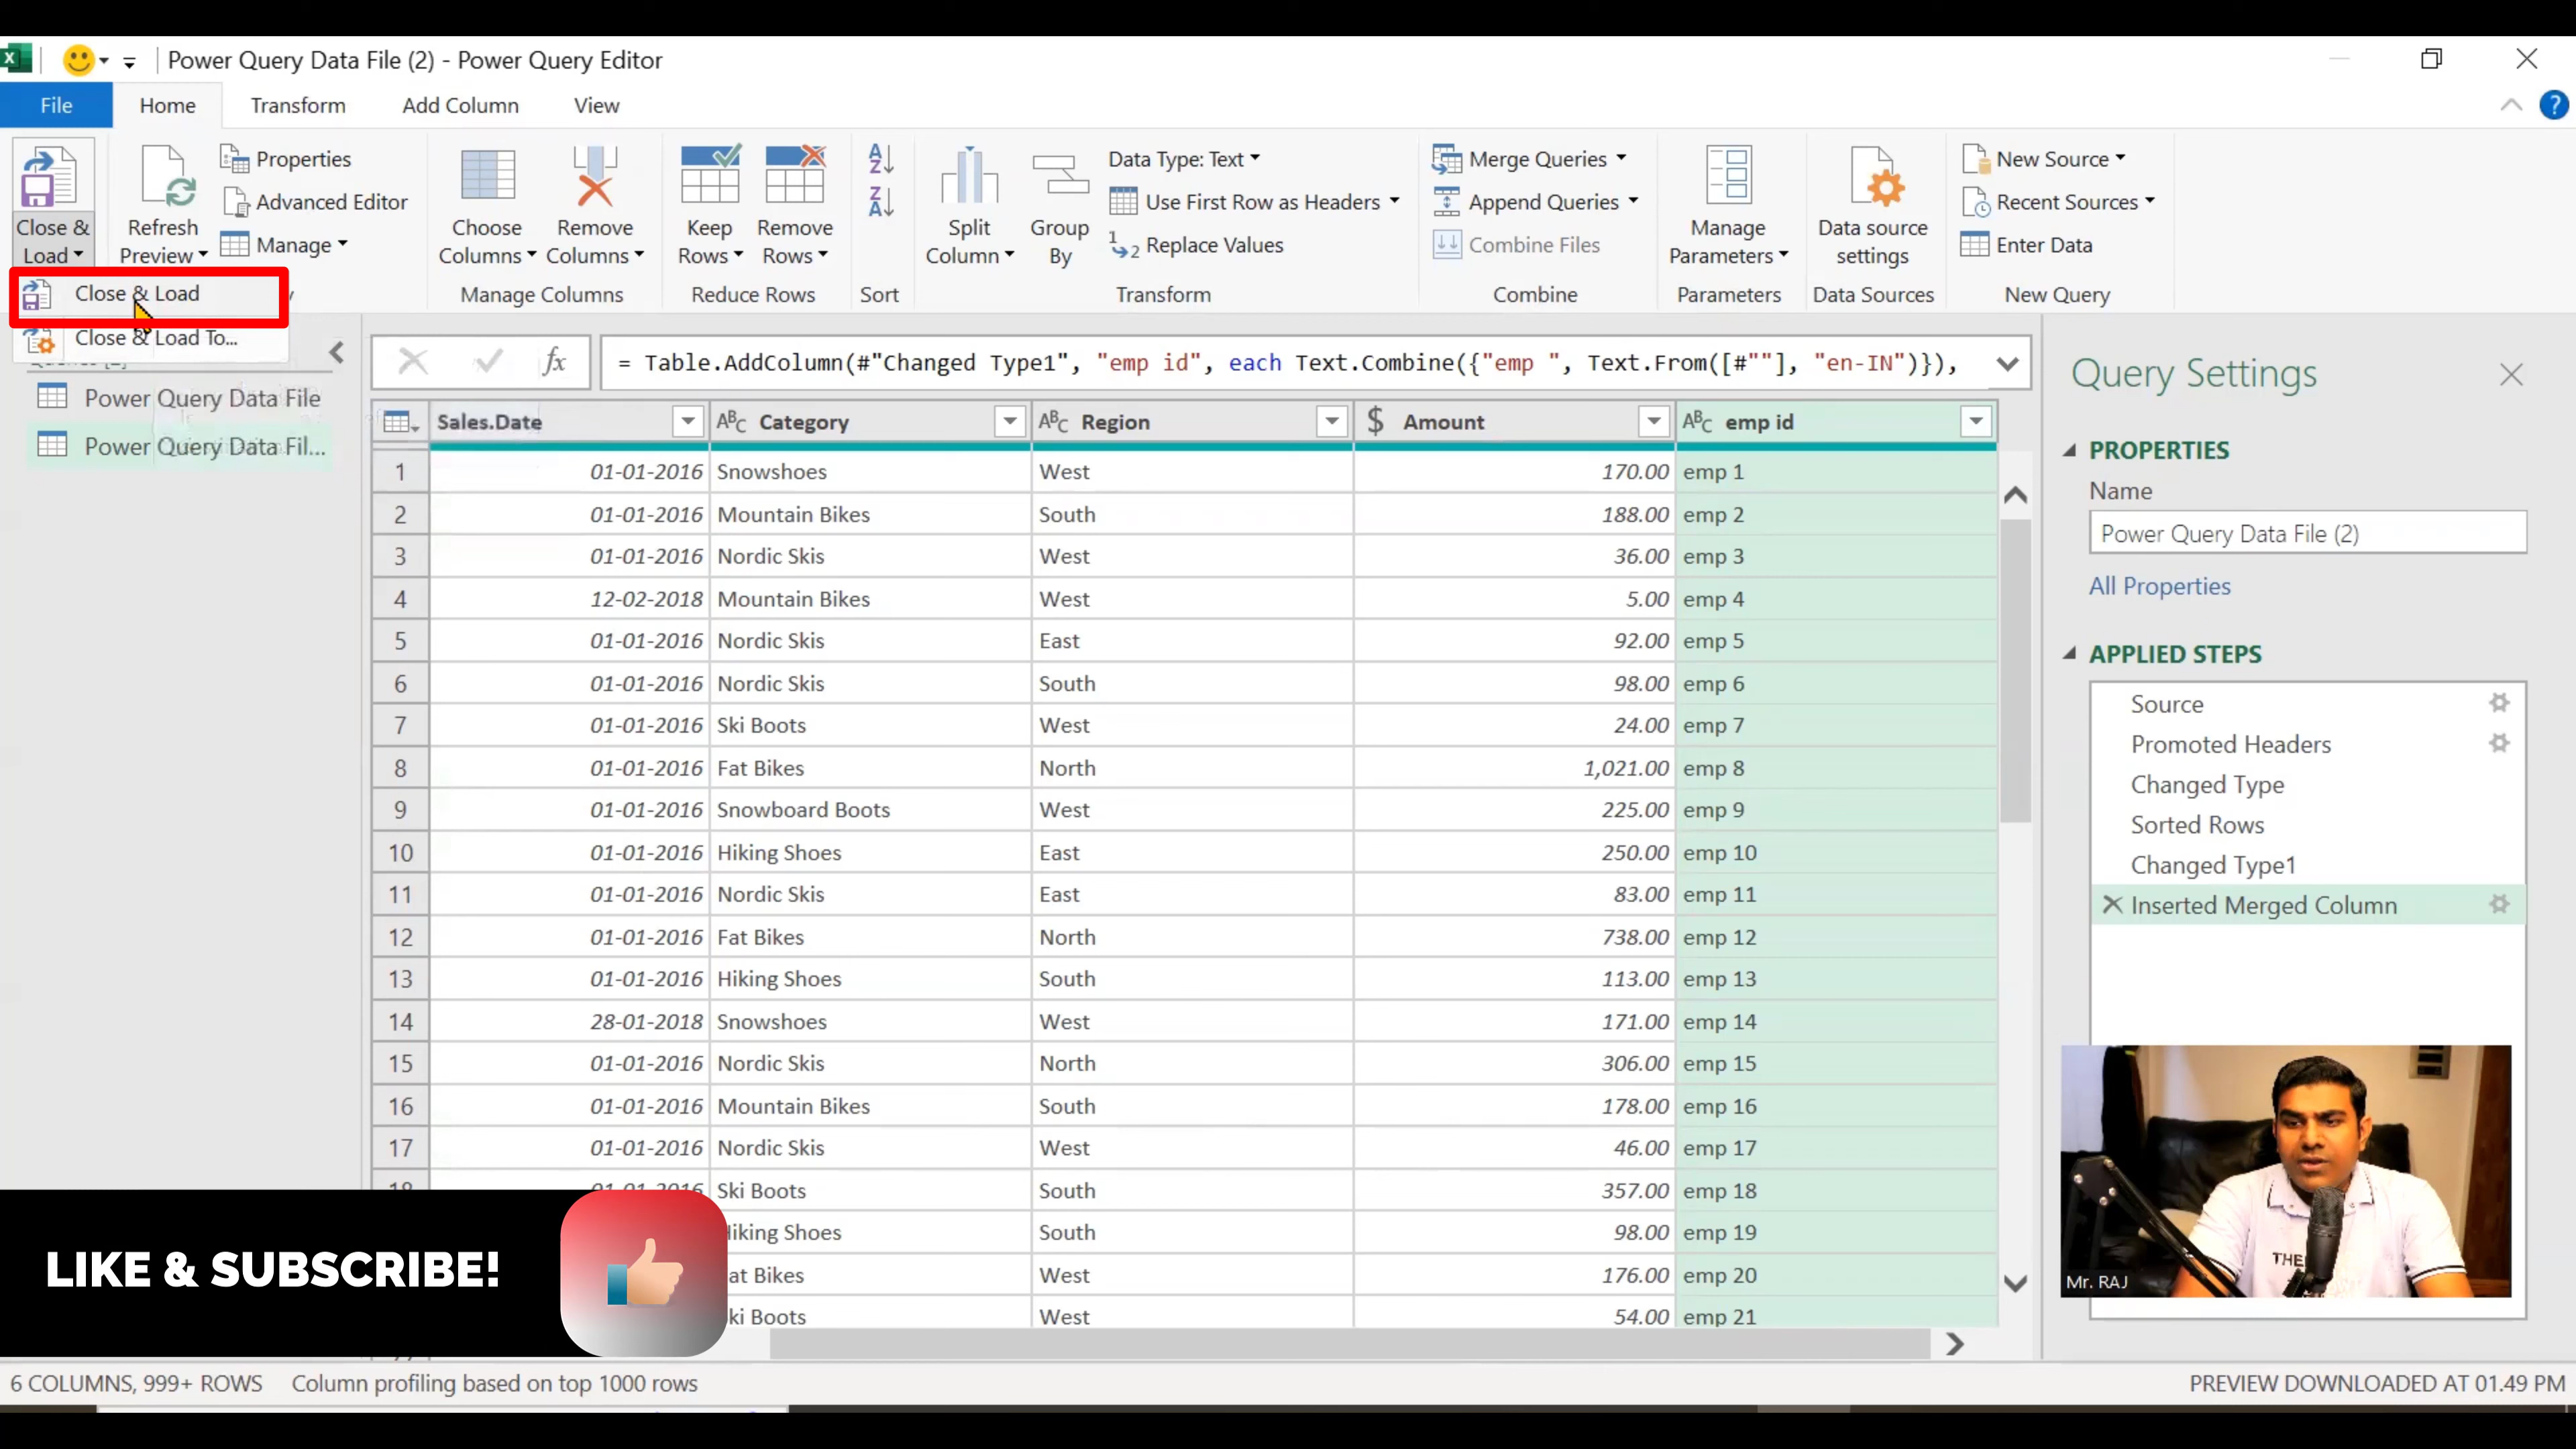 Power Query Data File (2) - Power Query Editor
File Home Transform Add Column View
Close & Load
Refresh Preview
Properties
Advanced Editor
Manage
Choose Columns
Remove Columns
Manage Columns
Keep Rows
Remove Rows
Reduce Rows
Sort
Split Column
Group By
Data Type: Text
Use First Row as Headers
Replace Values
Transform
Merge Queries
Append Queries
Combine Files
Combine
Manage Parameters
Parameters
Data source settings
Data Sources
New Source
Recent Sources
Enter Data
New Query
Close & Load
Close & Load To...
Power Query Data File
Power Query Data Fil...
= Table.AddColumn(#"Changed Type1", "emp id", each Text.Combine({"emp ", Text.From([#""], "en-IN")}),
Sales.Date Category Region Amount emp id
1 01-01-2016 Snowshoes West 170.00 emp 1
2 01-01-2016 Mountain Bikes South 188.00 emp 2
3 01-01-2016 Nordic Skis West 36.00 emp 3
4 12-02-2018 Mountain Bikes West 5.00 emp 4
5 01-01-2016 Nordic Skis East 92.00 emp 5
6 01-01-2016 Nordic Skis South 98.00 emp 6
7 01-01-2016 Ski Boots West 24.00 emp 7
8 01-01-2016 Fat Bikes North 1,021.00 emp 8
9 01-01-2016 Snowboard Boots West 225.00 emp 9
10 01-01-2016 Hiking Shoes East 250.00 emp 10
11 01-01-2016 Nordic Skis East 83.00 emp 11
12 01-01-2016 Fat Bikes North 738.00 emp 12
13 01-01-2016 Hiking Shoes South 113.00 emp 13
14 28-01-2018 Snowshoes West 171.00 emp 14
15 01-01-2016 Nordic Skis North 306.00 emp 15
16 01-01-2016 Mountain Bikes South 178.00 emp 16
17 01-01-2016 Nordic Skis West 46.00 emp 17
Ski Boots South 357.00 emp 18
Hiking Shoes South 98.00 emp 19
at Bikes West 176.00 emp 20
ki Boots West 54.00 emp 21
Query Settings
PROPERTIES
Name
Power Query Data File (2)
All Properties
APPLIED STEPS
Source
Promoted Headers
Changed Type
Sorted Rows
Changed Type1
Inserted Merged Column
Mr. RAJ
LIKE & SUBSCRIBE!
6 COLUMNS, 999+ ROWS Column profiling based on top 1000 rows
PREVIEW DOWNLOADED AT 01.49 PM